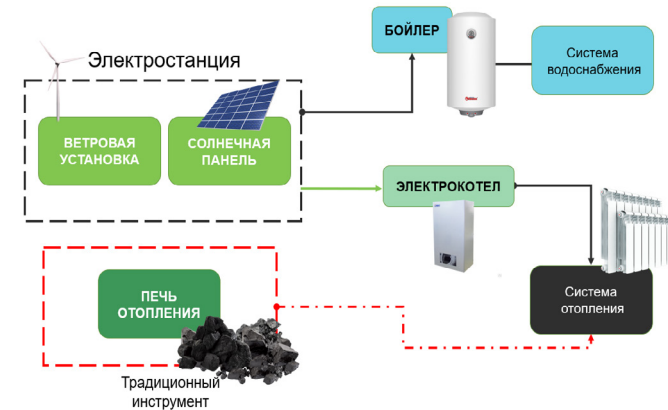 БОЙЛЕР
Система
водоснабжения
Электростанция
ВЕТРОВАЯ
УСТАНОВКА
СОЛНЕЧНАЯ
ПАНЕЛЬ
ЭЛЕКТРОКОТЕЛ
ПЕЧЬ
ОТОПЛЕНИЯ
Система
отопления
Традиционный
инструмент